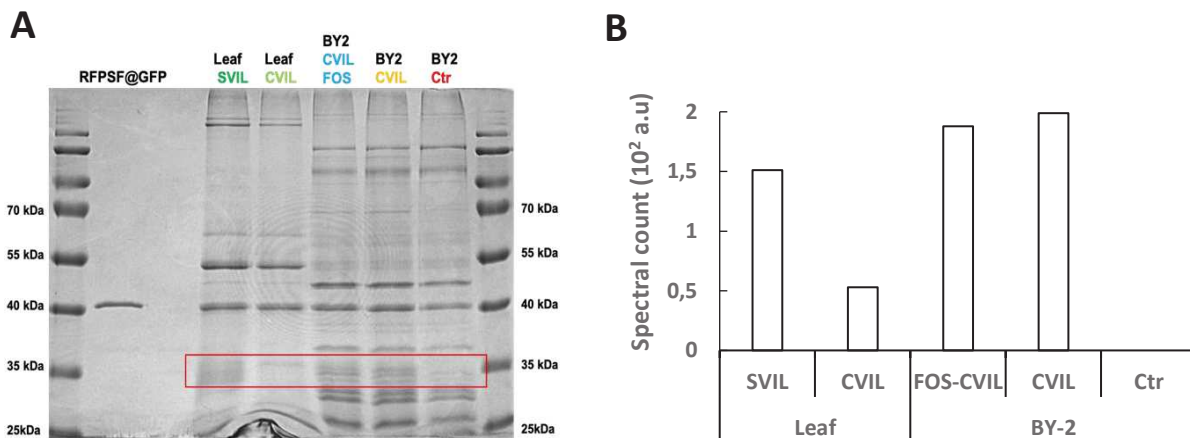 A
RFPSF@GFP
Leaf
SVIL
Leaf
CVIL
BY2
CVIL
FOS
BY2
CVIL
BY2
Ctr
70 kDa
55 kDa
40 kDa
35 kDa
25kDa
70 kDa
55 kDa
40 kDa
35 kDa
25kDa
B
Spectral count (10² a.u)
2
1,5
1
0,5
0
SVIL CVIL FOS-CVIL CVIL Ctr
Leaf BY-2